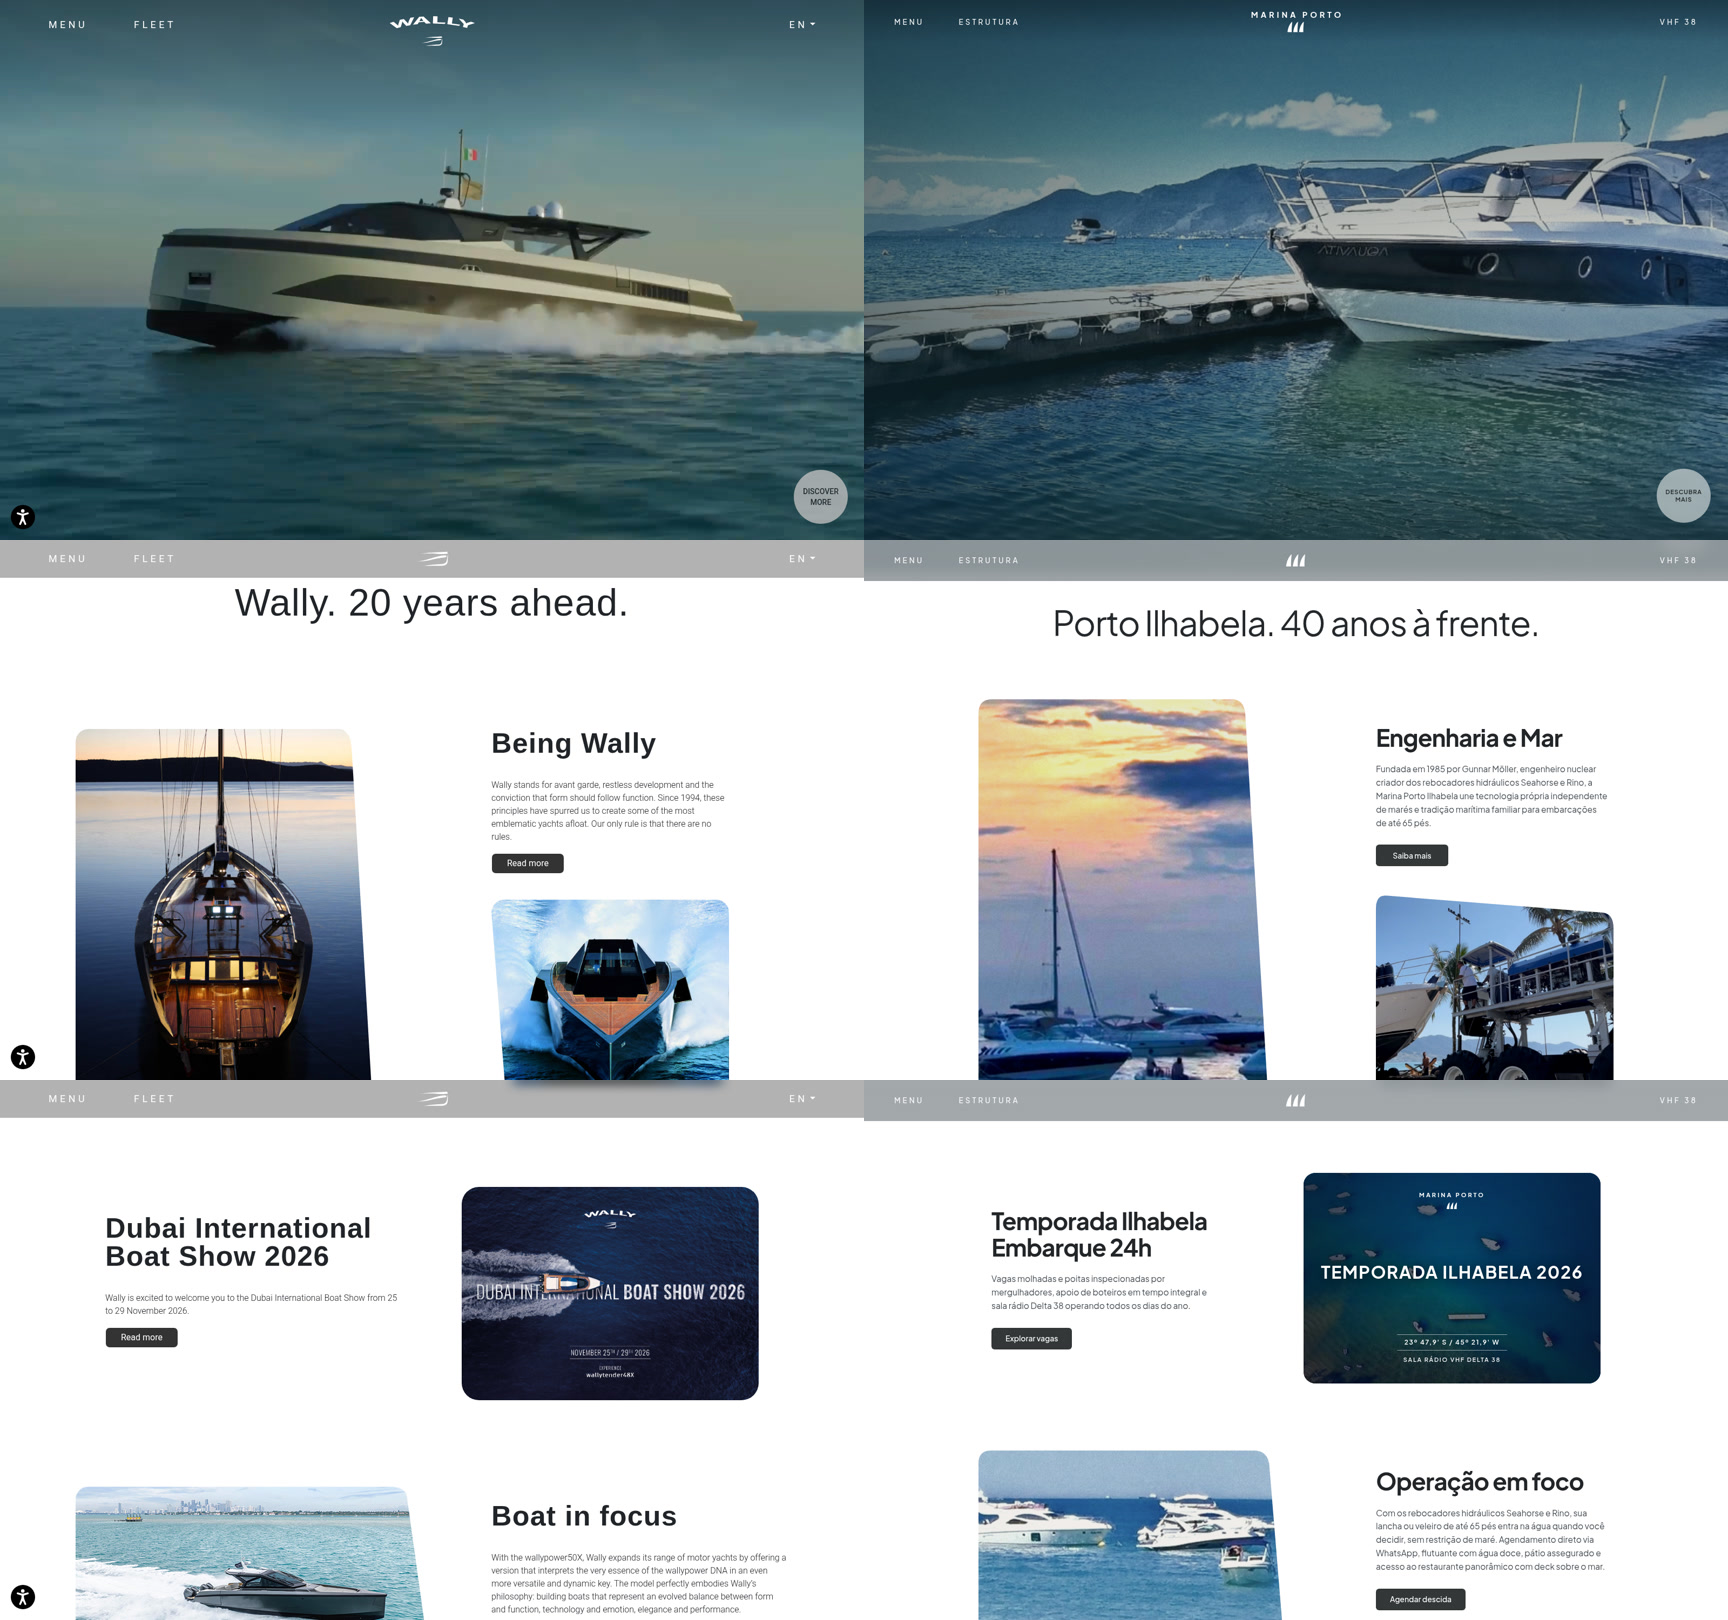 MENU
FLEET
WALLY
EN
DISCOVER
MORE
MENU
FLEET
EN
Wally. 20 years ahead.
Being Wally
Wally stands for avant garde, restless development and the
conviction that form should follow function. Since 1994, these
principles have spurred us to create some of the most
emblematic yachts afloat. Our only rule is that there are no
rules.
Read more
MENU
FLEET
EN
Dubai International
Boat Show 2026
Wally is excited to welcome you to the Dubai International Boat Show from 25
to 29 November 2026.
Read more
WALLY
DUBAI INTERNATIONAL BOAT SHOW 2026
NOVEMBER 25TH / 29TH 2026
EXPERIENCE
wallytender48X
Boat in focus
With the wallypower50X, Wally expands its range of motor yachts by offering a
version that interprets the very essence of the wallypower DNA in an even
more versatile and dynamic key. The model perfectly embodies Wally's
philosophy: building boats that represent an evolved balance between form
and function, technology and emotion, elegance and performance.
MENU
ESTRUTURA
MARINA PORTO
VHF 38
ATIVAUGA
DESCUBRA
MAIS
MENU
ESTRUTURA
VHF 38
Porto Ilhabela. 40 anos à frente.
Engenharia e Mar
Fundada em 1985 por Gunnar Möller, engenheiro nuclear
criador dos rebocadores hidráulicos Seahorse e Rino, a
Marina Porto Ilhabela une tecnologia própria independente
de marés e tradição marítima familiar para embarcações
de até 65 pés.
Saiba mais
MENU
ESTRUTURA
VHF 38
Temporada Ilhabela
Embarque 24h
Vagas molhadas e poitas inspecionadas por
mergulhadores, apoio de boteiros em tempo integral e
sala rádio Delta 38 operando todos os dias do ano.
Explorar vagas
MARINA PORTO
TEMPORADA ILHABELA 2026
23º 47,9' S / 45º 21,9' W
SALA RÁDIO VHF DELTA 38
Operação em foco
Com os rebocadores hidráulicos Seahorse e Rino, sua
lancha ou veleiro de até 65 pés entra na água quando você
decidir, sem restrição de maré. Agendamento direto via
WhatsApp, flutuante com água doce, pátio assegurado e
acesso ao restaurante panorâmico com deck sobre o mar.
Agendar descida